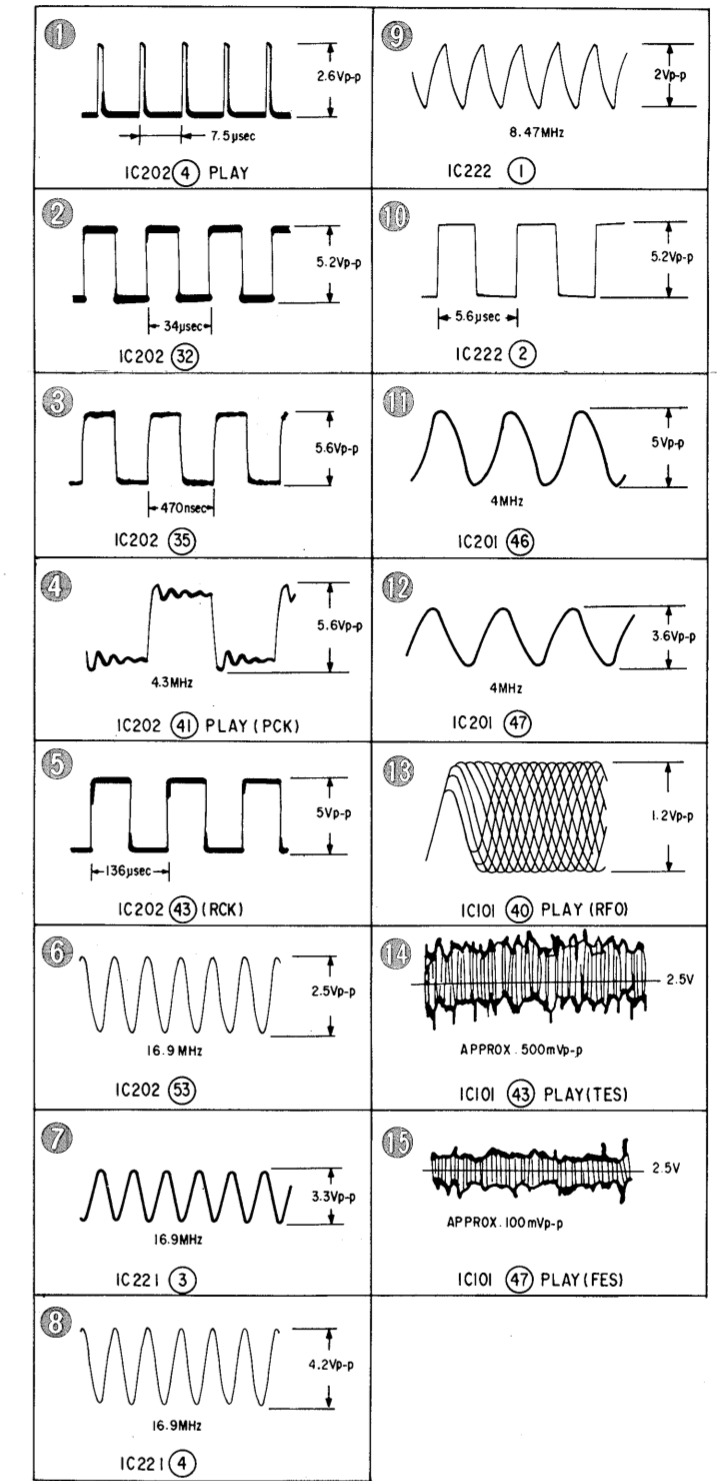 1
2.6Vp-p
7.5µsec
IC202 4 PLAY
2
5.2Vp-p
34µsec
IC202 32
3
5.6Vp-p
470nsec
IC202 35
4
5.6Vp-p
4.3MHz
IC202 41 PLAY (PCK)
5
5Vp-p
136µsec
IC202 43 (RCK)
6
2.5Vp-p
16.9MHz
IC202 53
7
3.3Vp-p
16.9MHz
IC221 3
8
4.2Vp-p
16.9MHz
IC221 4
9
2Vp-p
8.47MHz
IC222 1
10
5.2Vp-p
5.6µsec
IC222 2
11
5Vp-p
4MHz
IC201 46
12
3.6Vp-p
4MHz
IC201 47
13
1.2Vp-p
IC101 40 PLAY (RFO)
14
2.5V
APPROX. 500mVp-p
IC101 43 PLAY(TES)
15
2.5V
APPROX. 100mVp-p
IC101 47 PLAY(FES)